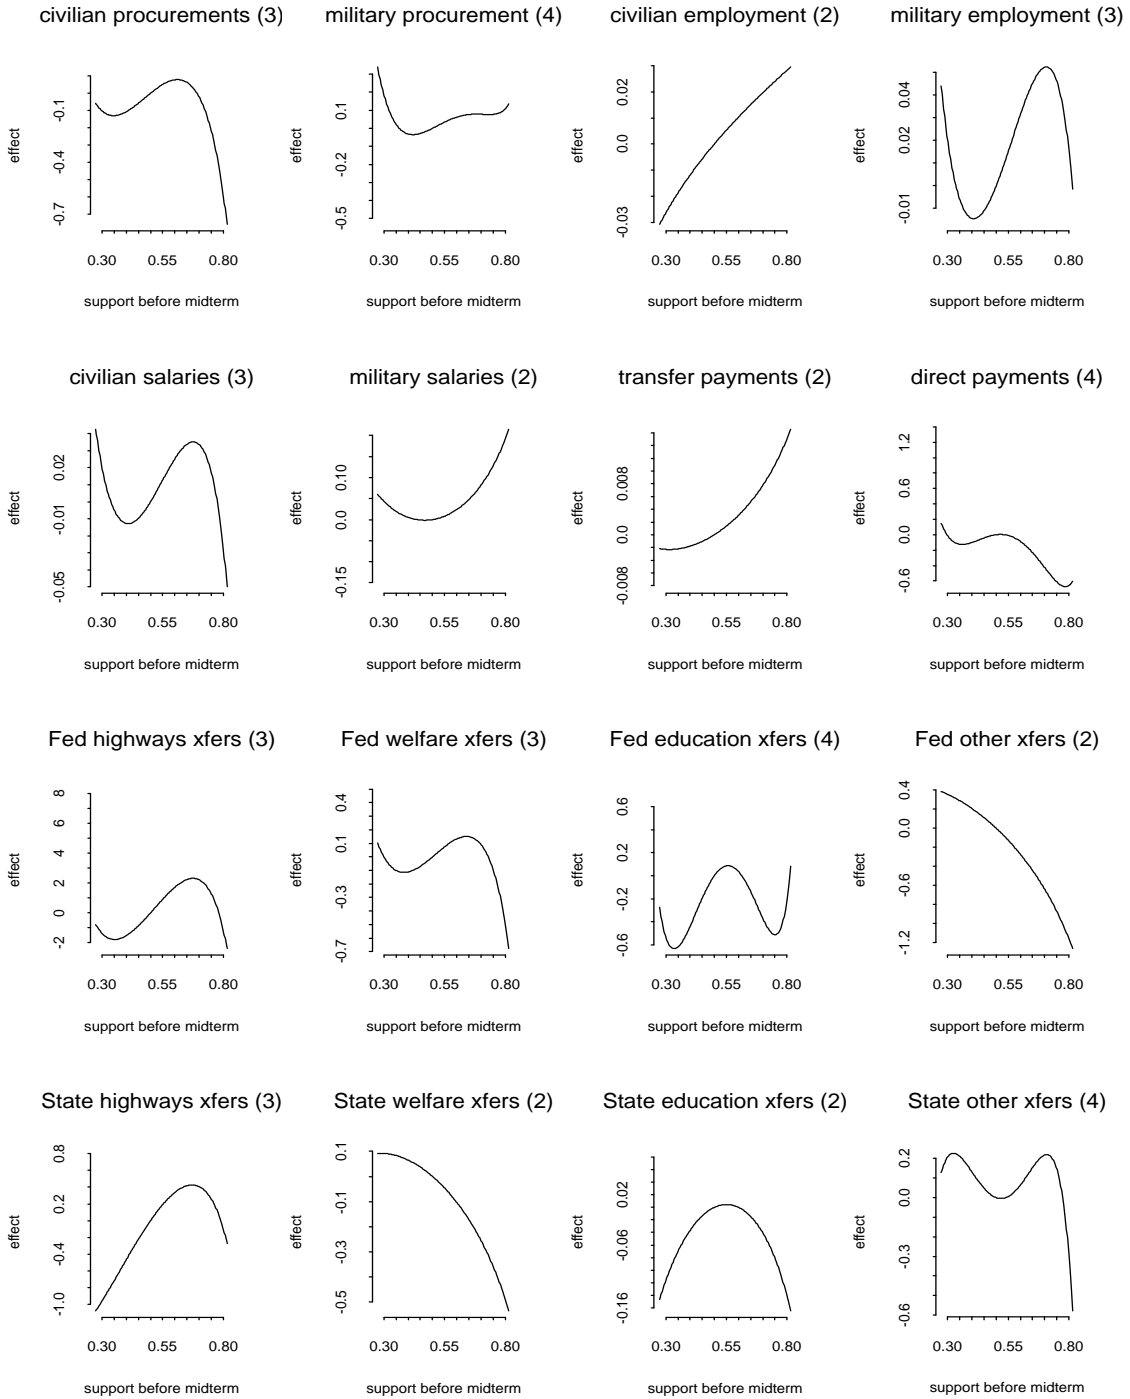 civilian procurements (3) military procurement (4) civilian employment (2) military employment (3)
effect -0.7 -0.4 -0.1 effect -0.5 -0.2 0.1 effect -0.03 0.0 0.02 effect -0.01 0.02 0.04
0.30 0.55 0.80 0.30 0.55 0.80 0.30 0.55 0.80 0.30 0.55 0.80
support before midterm support before midterm support before midterm support before midterm
civilian salaries (3) military salaries (2) transfer payments (2) direct payments (4)
effect -0.05 -0.01 0.02 effect -0.15 0.0 0.10 effect -0.008 0.0 0.008 effect -0.6 0.0 0.6 1.2
0.30 0.55 0.80 0.30 0.55 0.80 0.30 0.55 0.80 0.30 0.55 0.80
support before midterm support before midterm support before midterm support before midterm
Fed highways xfers (3) Fed welfare xfers (3) Fed education xfers (4) Fed other xfers (2)
effect -2 0 2 4 6 8 effect -0.7 -0.3 0.1 0.4 effect -0.6 -0.2 0.2 0.6 effect -1.2 -0.6 0.0 0.4
0.30 0.55 0.80 0.30 0.55 0.80 0.30 0.55 0.80 0.30 0.55 0.80
support before midterm support before midterm support before midterm support before midterm
State highways xfers (3) State welfare xfers (2) State education xfers (2) State other xfers (4)
effect -1.0 -0.4 0.2 0.8 effect -0.5 -0.3 -0.1 0.1 effect -0.16 -0.06 0.02 effect -0.6 -0.3 0.0 0.2
0.30 0.55 0.80 0.30 0.55 0.80 0.30 0.55 0.80 0.30 0.55 0.80
support before midterm support before midterm support before midterm support before midterm